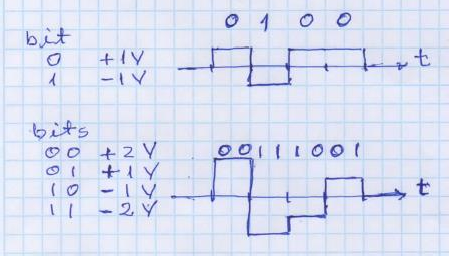 0 1 0 0
bit
0 +1V
1 -1V
t
bits
00 +2V
01 +1V
10 -1V
11 -2V
00111001
t